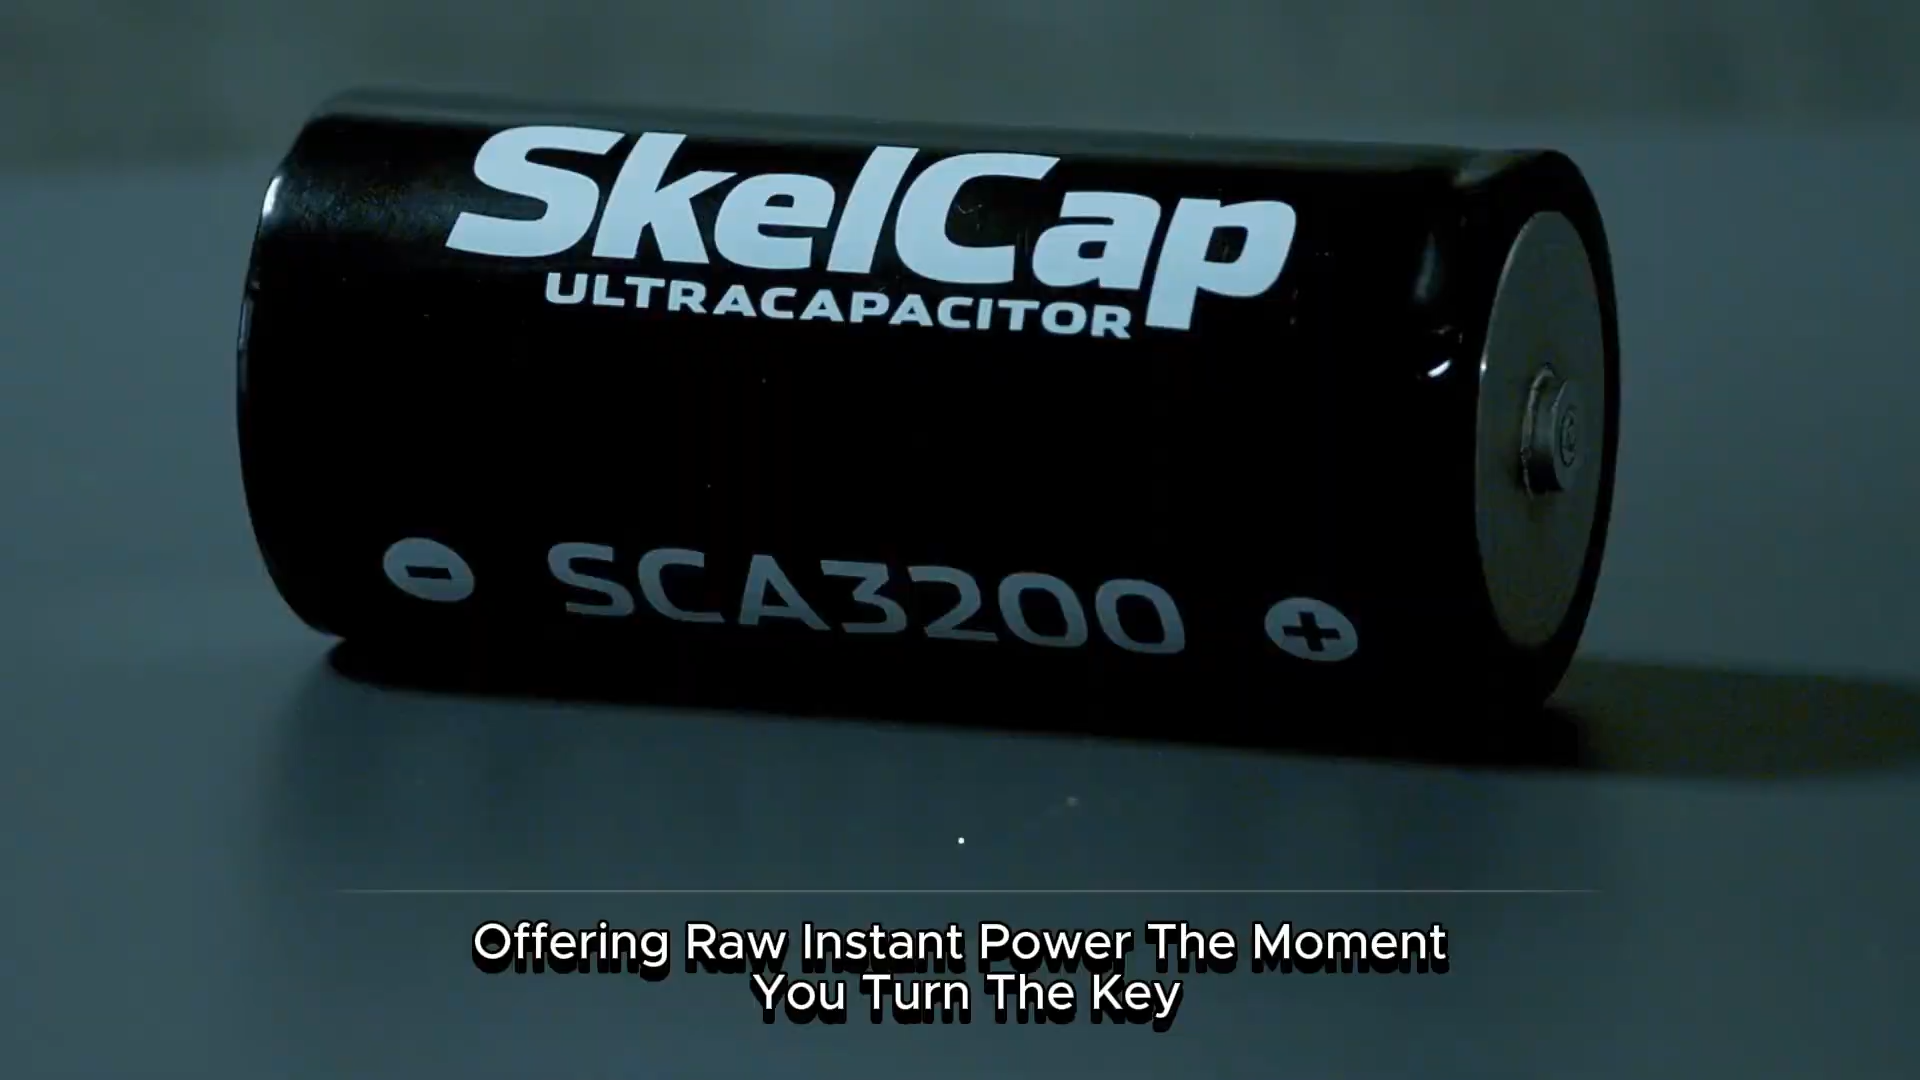 SkelCap
ULTRACAPACITOR
SCA3200
Offering Raw Instant Power The Moment
You Turn The Key